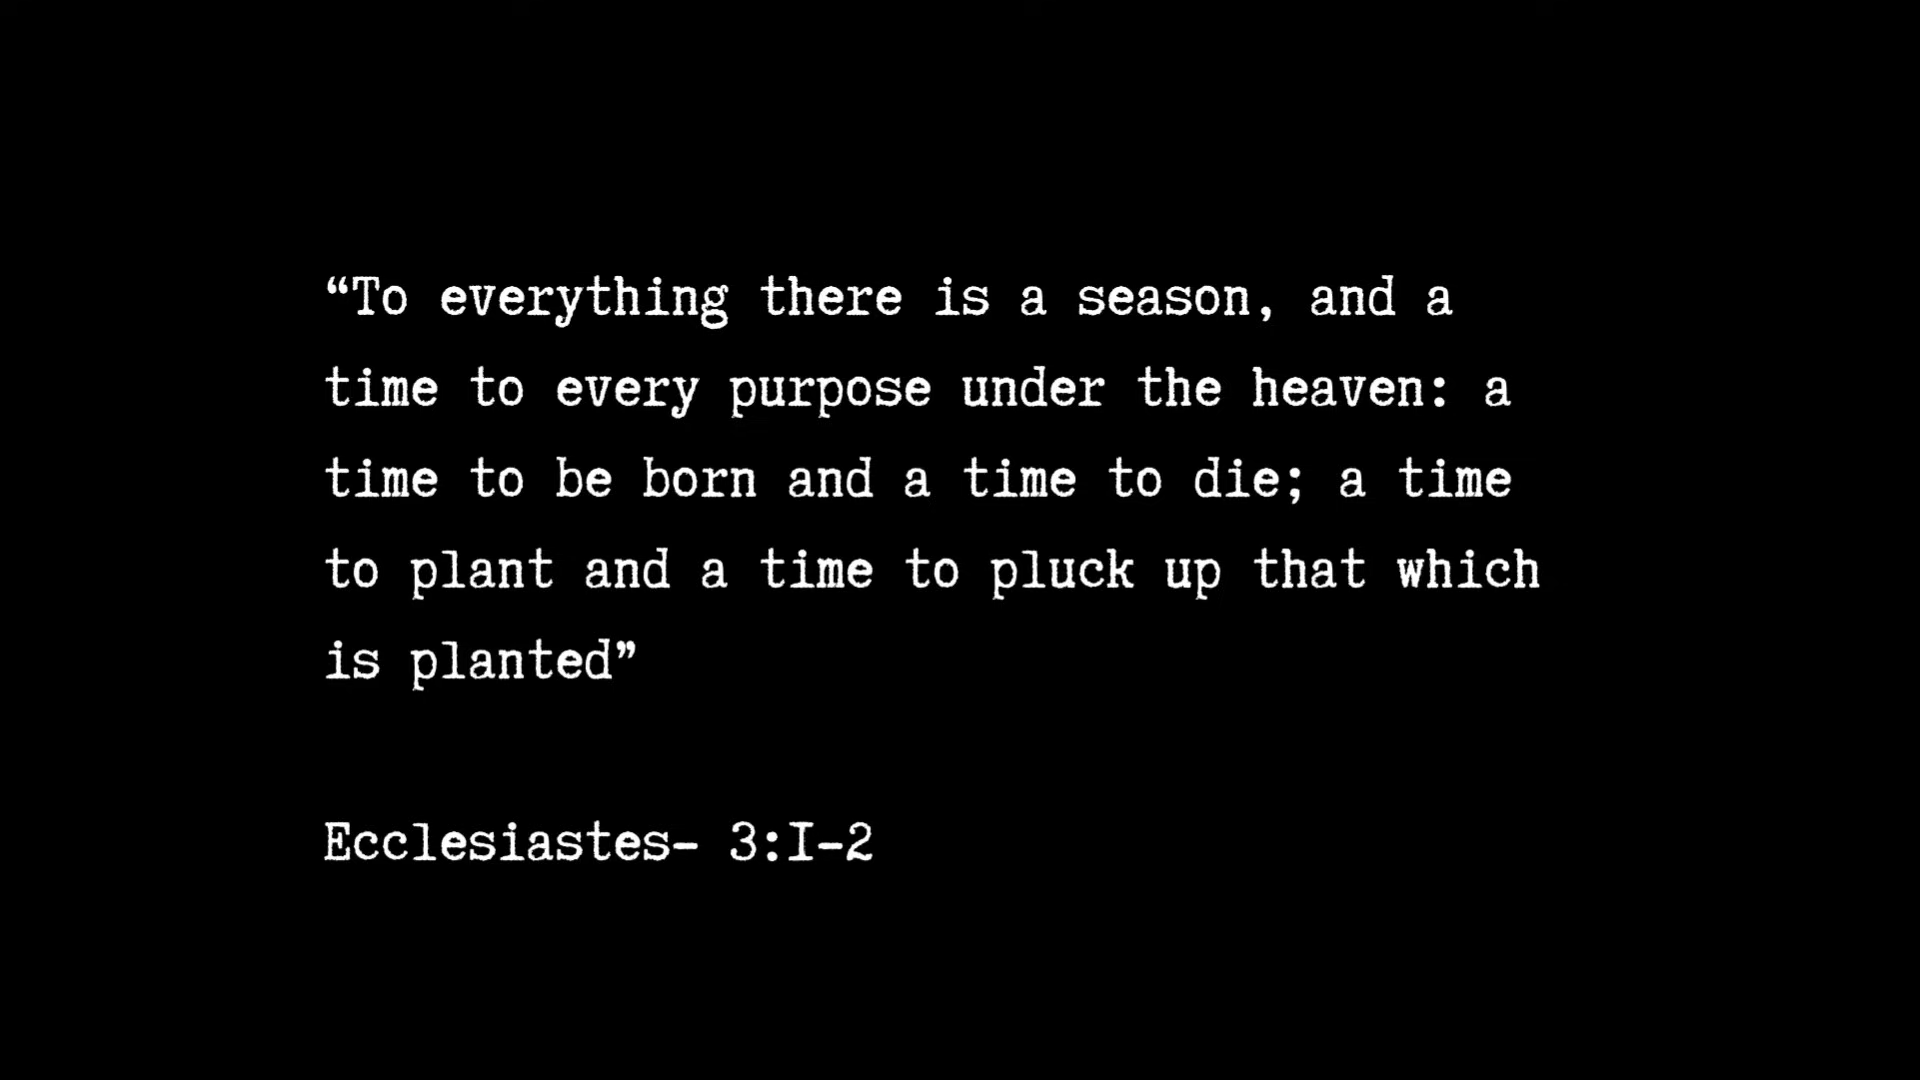 “To everything there is a season, and a
time to every purpose under the heaven: a
time to be born and a time to die; a time
to plant and a time to pluck up that which
is planted”
Ecclesiastes- 3:I-2